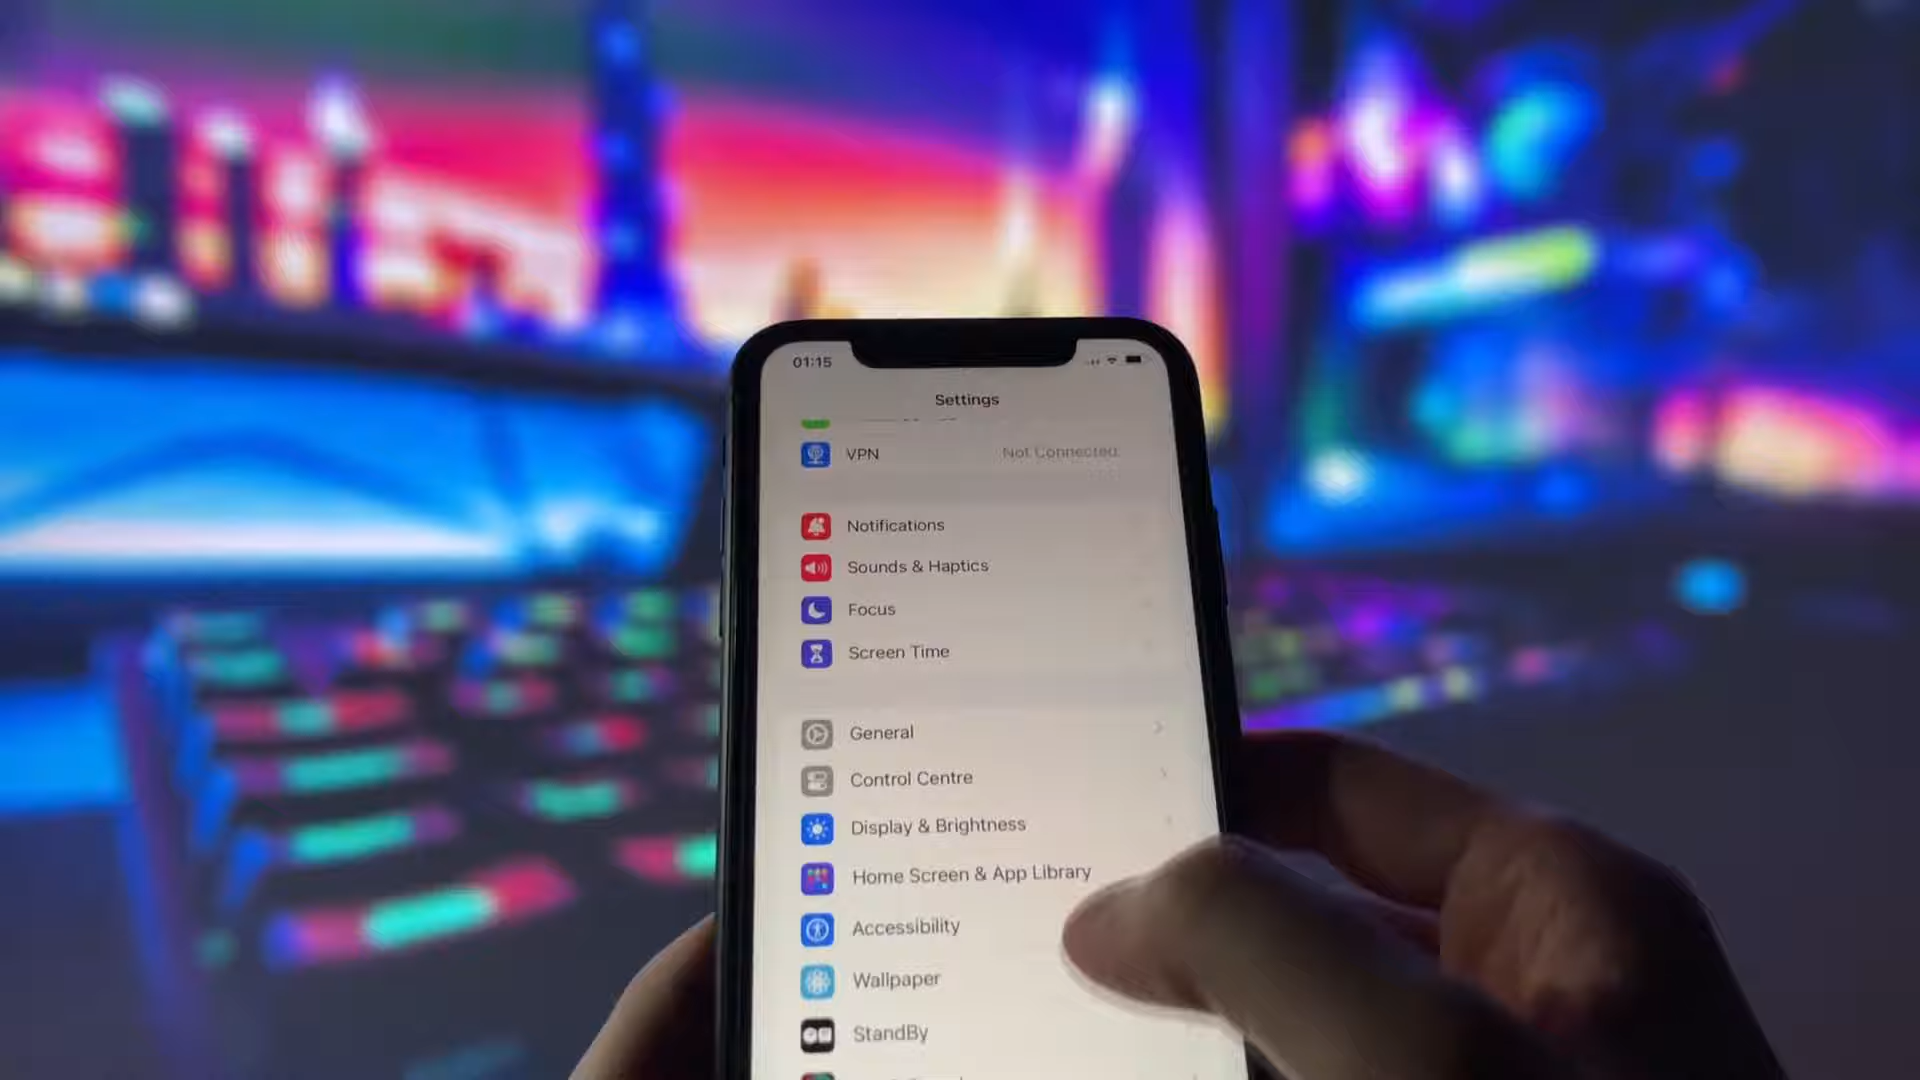 01:15
Settings
VPN Not Connected
Notifications
Sounds & Haptics
Focus
Screen Time
General
Control Centre
Display & Brightness
Home Screen & App Library
Accessibility
Wallpaper
StandBy